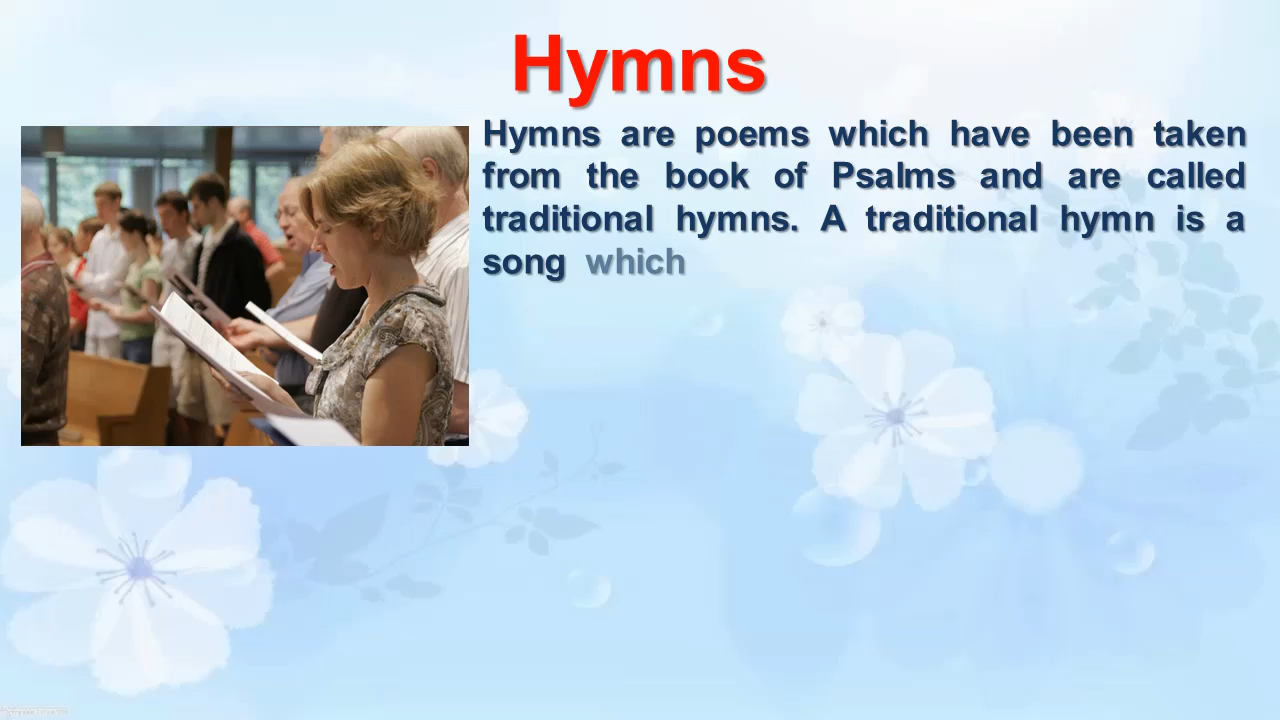 Hymns
Hymns are poems which have been taken
from the book of Psalms and are called
traditional hymns. A traditional hymn is a
song which